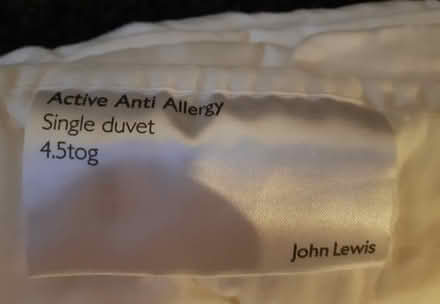 Active Anti Allergy
Single duvet
4.5tog
John Lewis